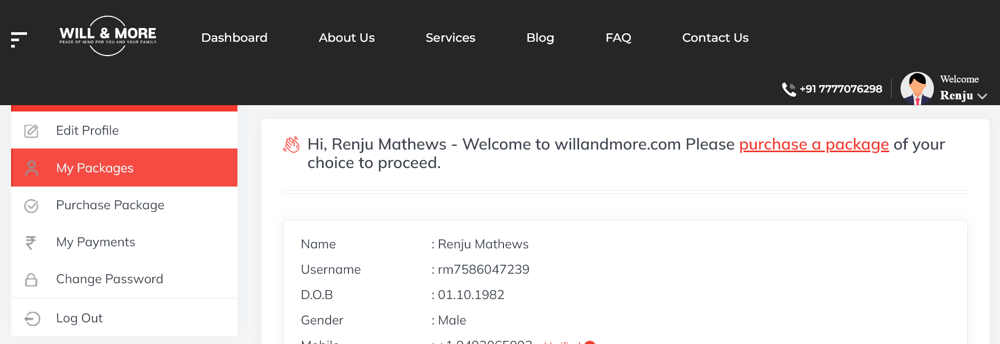 WILL & MORE
PEACE OF MIND FOR YOU AND YOUR FAMILY
Dashboard
About Us
Services
Blog
FAQ
Contact Us
+91 7777076298
Welcome
Renju
Edit Profile
My Packages
Purchase Package
My Payments
Change Password
Log Out
Hi, Renju Mathews - Welcome to willandmore.com Please purchase a package of your
choice to proceed.
Name : Renju Mathews
Username : rm7586047239
D.O.B : 01.10.1982
Gender : Male
Mobile